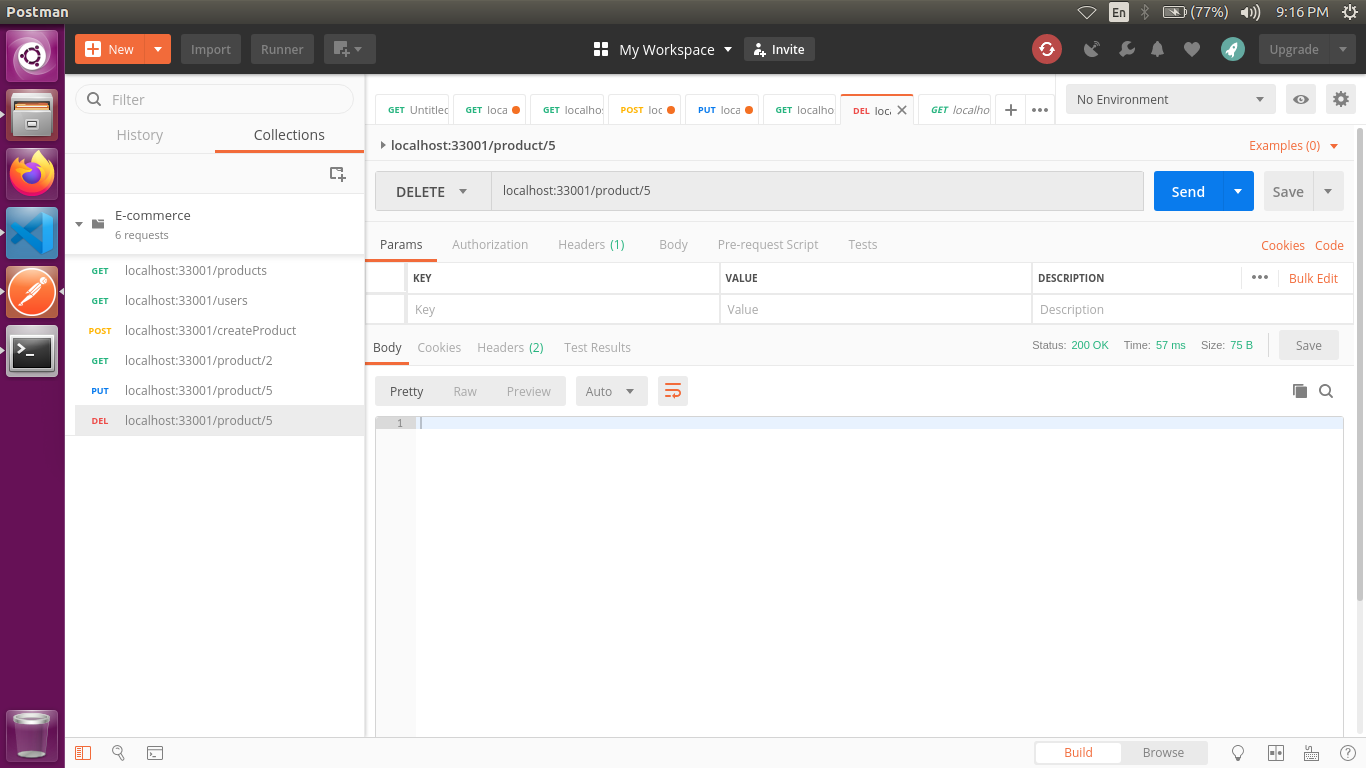 Postman
En (77%) 9:16 PM
New Import Runner My Workspace Invite Upgrade
Filter
History Collections
E-commerce
6 requests
GET localhost:33001/products
GET localhost:33001/users
POST localhost:33001/createProduct
GET localhost:33001/product/2
PUT localhost:33001/product/5
DEL localhost:33001/product/5
GET Untitled GET loca GET localhos POST loc PUT loca GET localho DEL loc GET localho
No Environment
localhost:33001/product/5
Examples (0)
DELETE localhost:33001/product/5 Send Save
Params Authorization Headers (1) Body Pre-request Script Tests Cookies Code
KEY VALUE DESCRIPTION Bulk Edit
Key Value Description
Body Cookies Headers (2) Test Results Status: 200 OK Time: 57 ms Size: 75 B Save
Pretty Raw Preview Auto
1
Build Browse